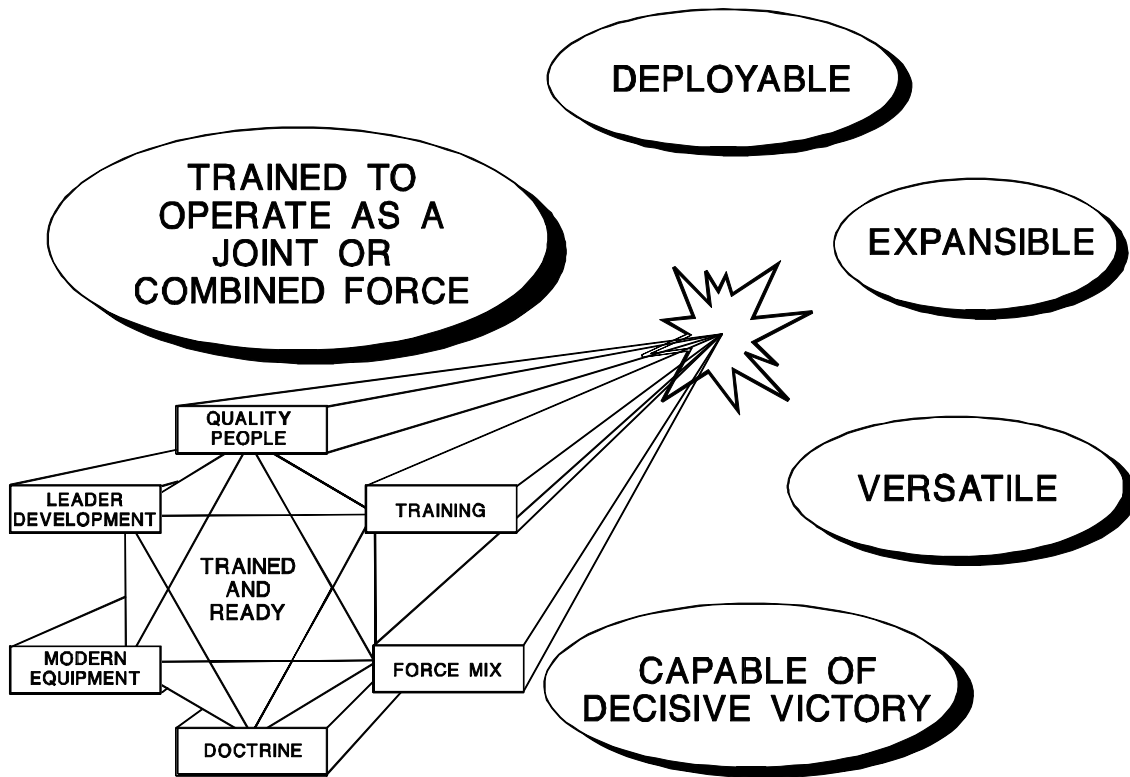 DEPLOYABLE
TRAINED TO
OPERATE AS A
JOINT OR
COMBINED FORCE
EXPANSIBLE
QUALITY
PEOPLE
LEADER
DEVELOPMENT
TRAINING
VERSATILE
TRAINED
AND
READY
MODERN
EQUIPMENT
FORCE MIX
CAPABLE OF
DECISIVE VICTORY
DOCTRINE